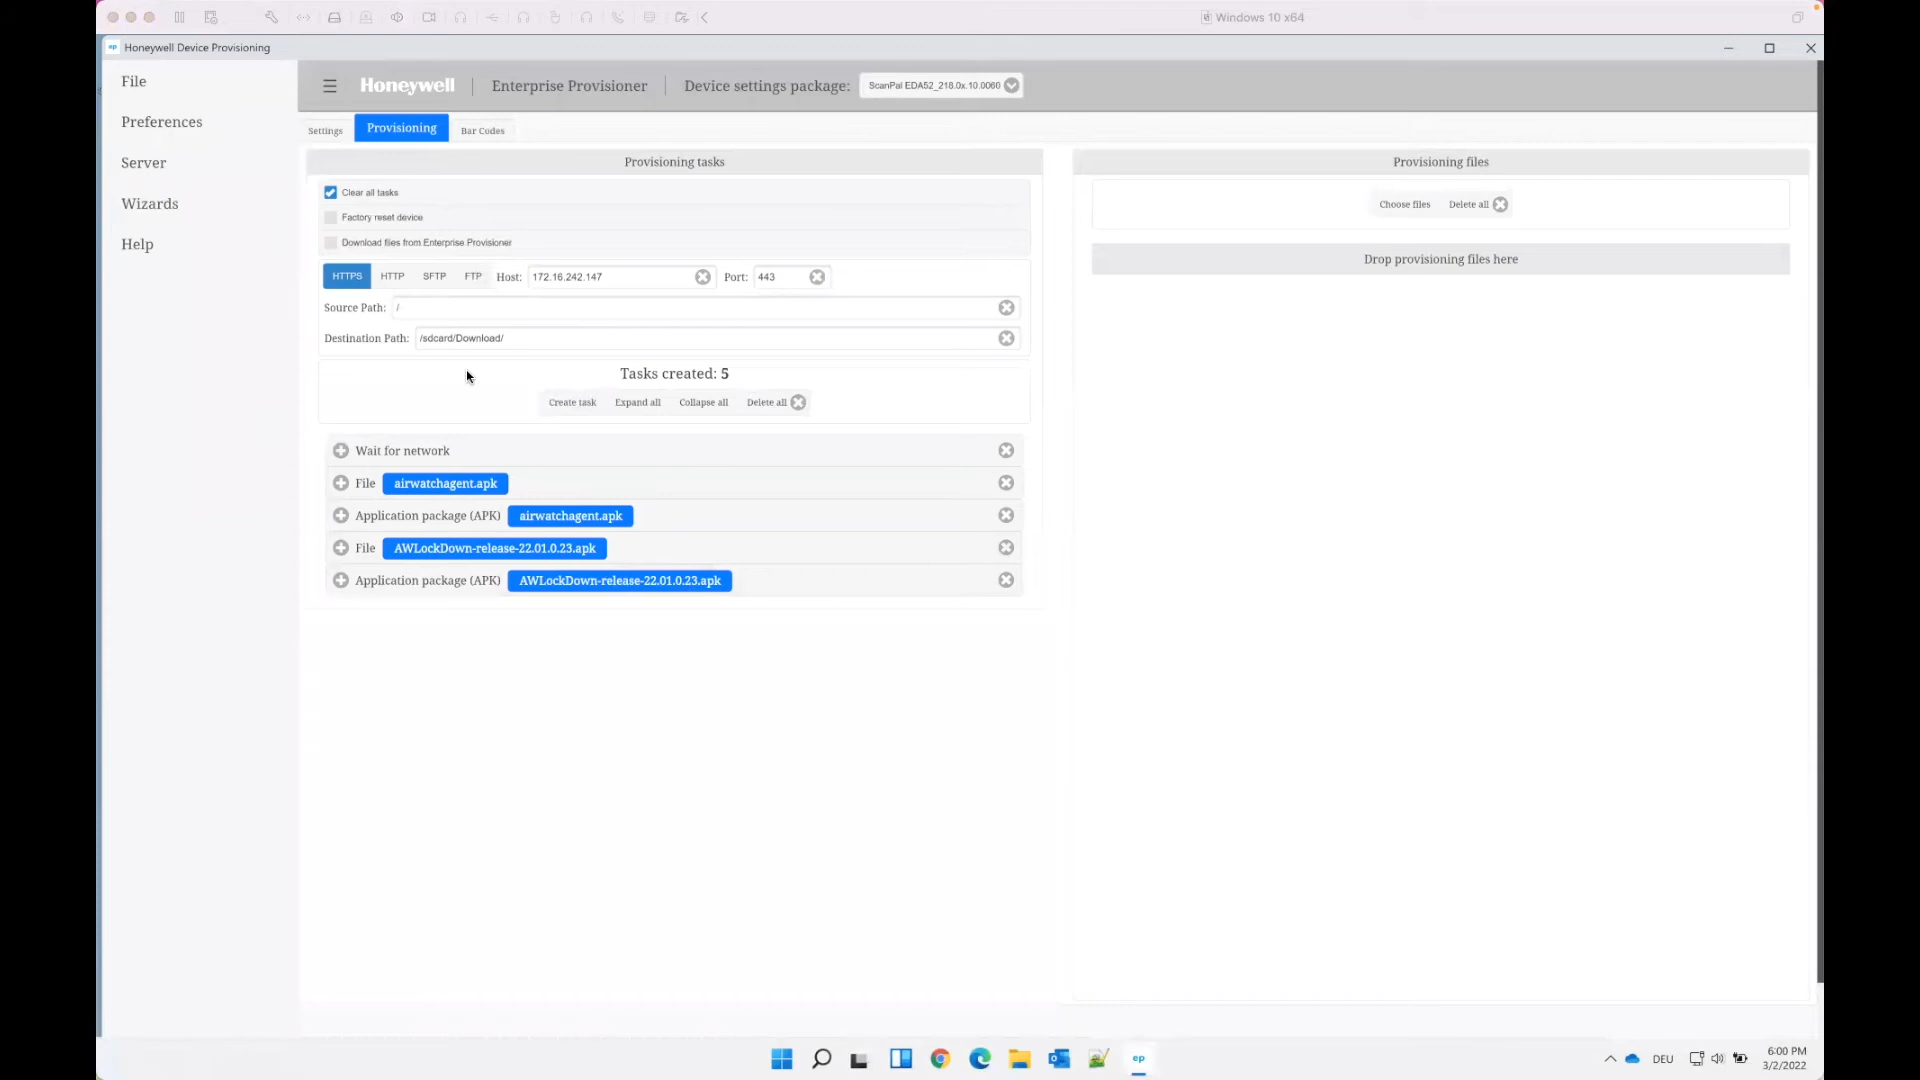 Windows 10 x64
ep Honeywell Device Provisioning
File
Preferences
Server
Wizards
Help
Honeywell Enterprise Provisioner Device settings package: ScanPal EDA52_218.0x.10.0060
Settings Provisioning Bar Codes
Provisioning tasks
Clear all tasks
Factory reset device
Download files from Enterprise Provisioner
HTTPS HTTP SFTP FTP Host: 172.16.242.147 Port: 443
Source Path: /
Destination Path: /sdcard/Download/
Tasks created: 5
Create task Expand all Collapse all Delete all
Wait for network
File airwatchagent.apk
Application package (APK) airwatchagent.apk
File AWLockDown-release-22.01.0.23.apk
Application package (APK) AWLockDown-release-22.01.0.23.apk
Provisioning files
Choose files Delete all
Drop provisioning files here
ep
DEU
6:00 PM
3/2/2022